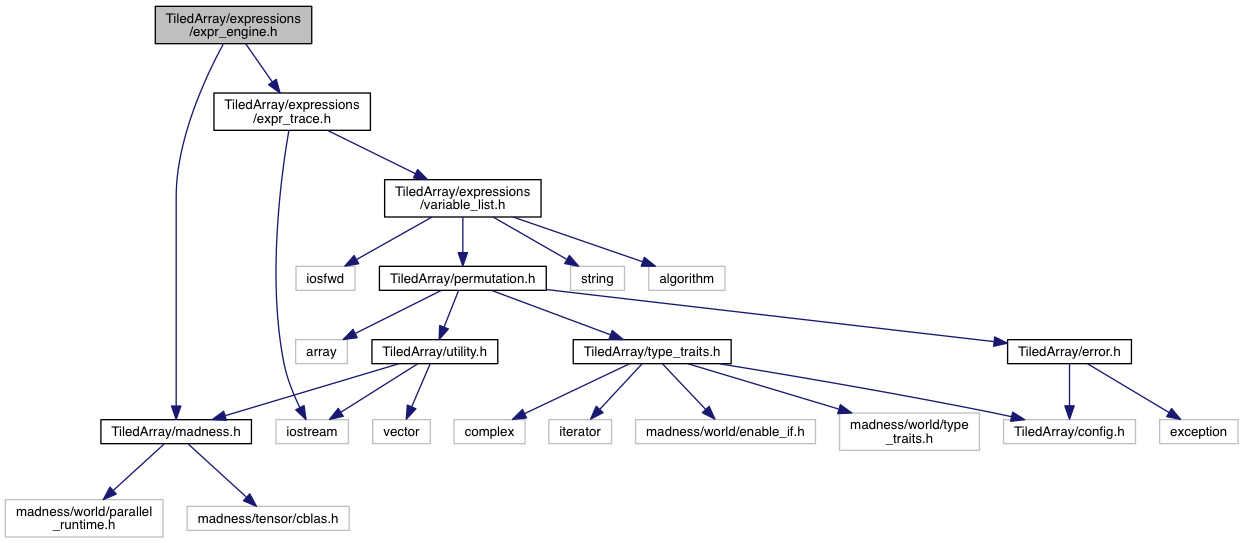 TiledArray/expressions
/expr_engine.h
TiledArray/expressions
/expr_trace.h
TiledArray/expressions
/variable_list.h
iosfwd
TiledArray/permutation.h
string
algorithm
array
TiledArray/utility.h
TiledArray/type_traits.h
TiledArray/error.h
TiledArray/madness.h
iostream
vector
complex
iterator
madness/world/enable_if.h
madness/world/type
_traits.h
TiledArray/config.h
exception
madness/world/parallel
_runtime.h
madness/tensor/cblas.h